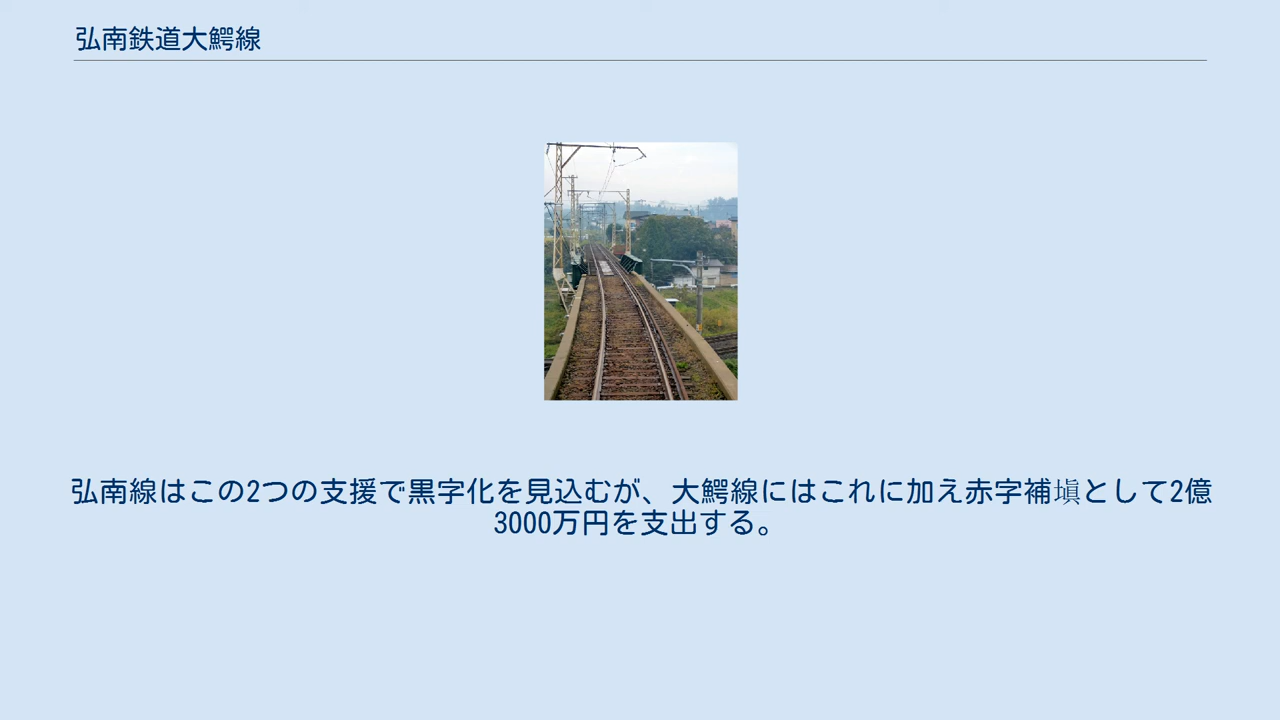 弘南鉄道大鰐線
弘南線はこの2つの支援で黒字化を見込むが、大鰐線にはこれに加え赤字補塡として2億
3000万円を支出する。